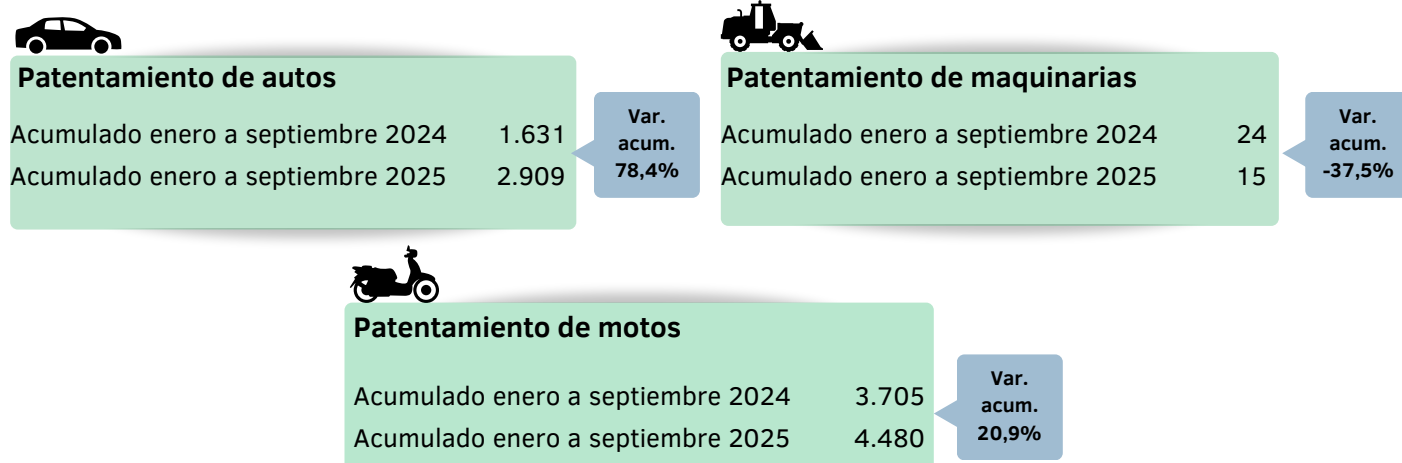 Patentamiento de autos
Acumulado enero a septiembre 2024 1.631
Acumulado enero a septiembre 2025 2.909
Var.
acum.
78,4%
Patentamiento de maquinarias
Acumulado enero a septiembre 2024 24
Acumulado enero a septiembre 2025 15
Var.
acum.
-37,5%
Patentamiento de motos
Acumulado enero a septiembre 2024 3.705
Acumulado enero a septiembre 2025 4.480
Var.
acum.
20,9%